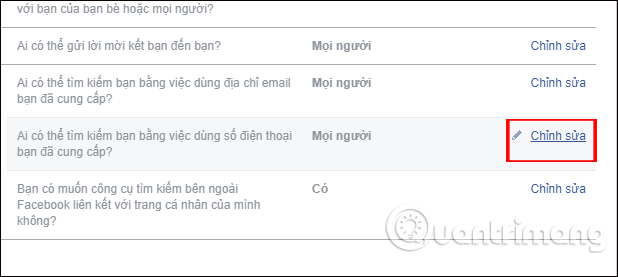 với bạn của bạn bè hoặc mọi người?
Ai có thể gửi lời mời kết bạn đến bạn? Mọi người Chỉnh sửa
Ai có thể tìm kiếm bạn bằng việc dùng địa chỉ email Mọi người Chỉnh sửa
bạn đã cung cấp?
Ai có thể tìm kiếm bạn bằng việc dùng số điện thoại Mọi người Chỉnh sửa
bạn đã cung cấp?
Bạn có muốn công cụ tìm kiếm bên ngoài Có Chỉnh sửa
Facebook liên kết với trang cá nhân của mình
không?
Quantrimang